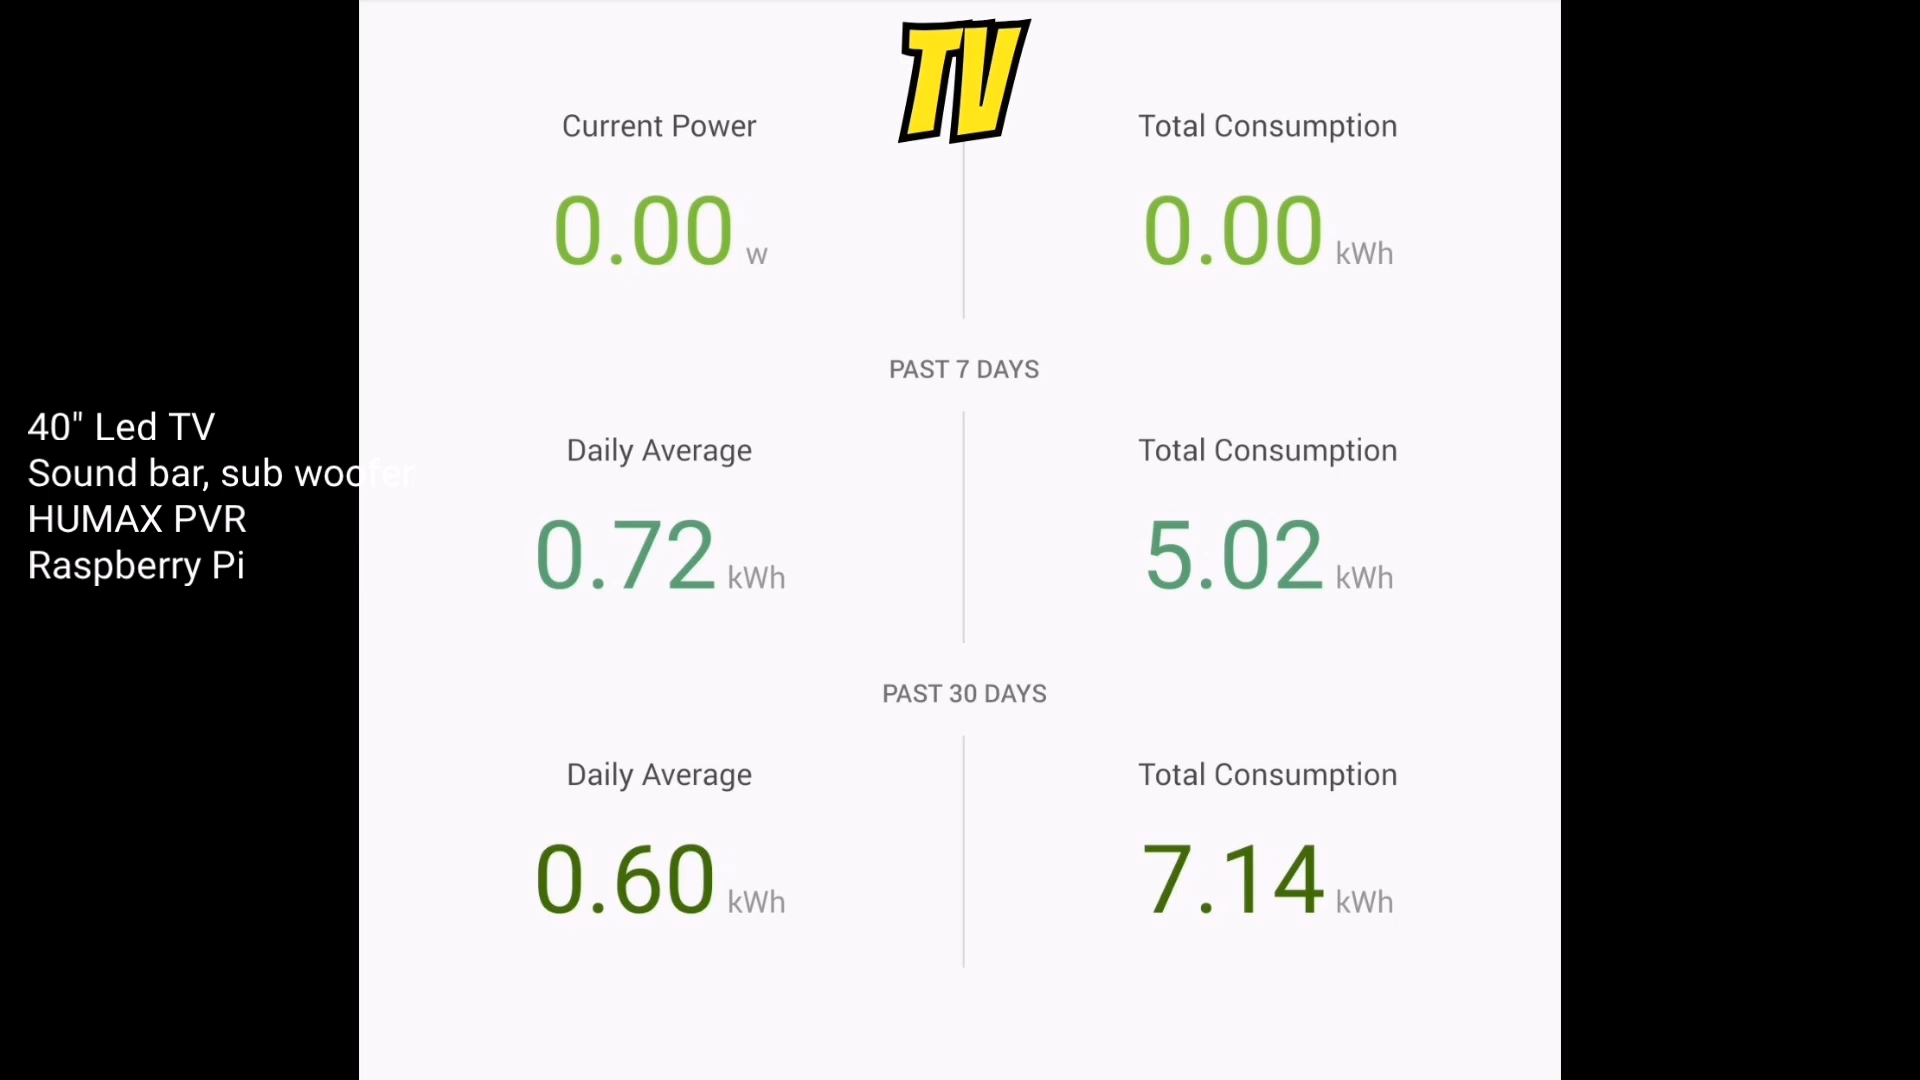 TV
Current Power
Total Consumption
0.00 w
0.00 kWh
PAST 7 DAYS
Daily Average
Total Consumption
0.72 kWh
5.02 kWh
PAST 30 DAYS
Daily Average
Total Consumption
0.60 kWh
7.14 kWh
40" Led TV
Sound bar, sub woofer
HUMAX PVR
Raspberry Pi